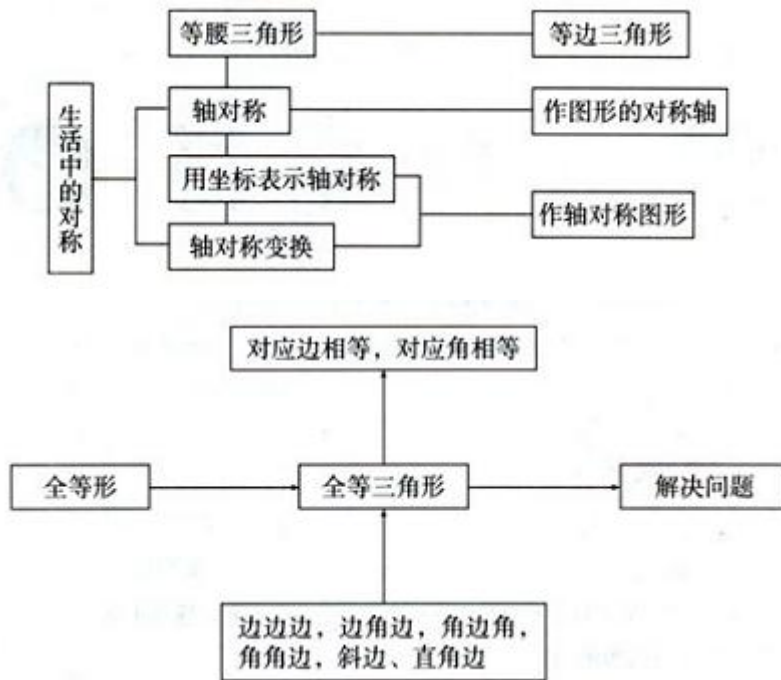 等腰三角形
等边三角形
生活中的对称
轴对称
作图形的对称轴
用坐标表示轴对称
作轴对称图形
轴对称变换
对应边相等，对应角相等
全等形
全等三角形
解决问题
边边边，边角边，角边角，
角角边，斜边、直角边